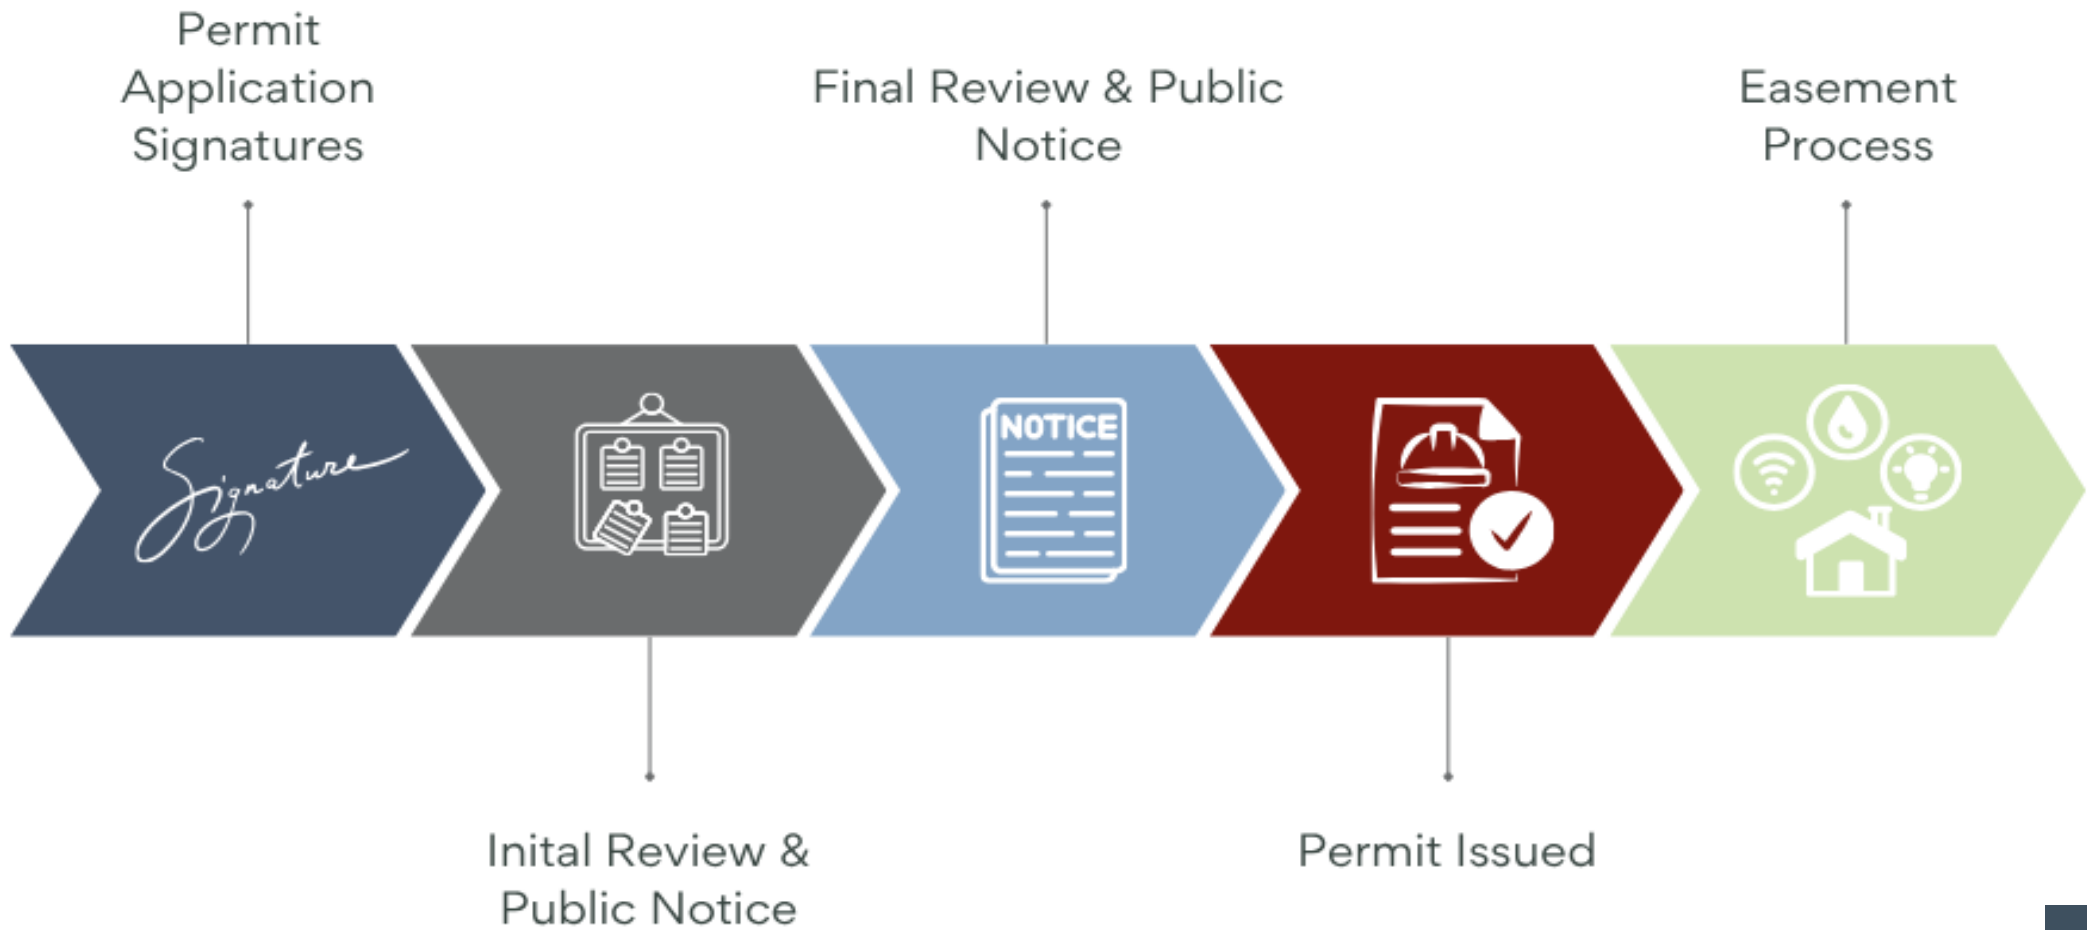 Permit
Application
Signatures
Final Review & Public
Notice
Easement
Process
Signature
NOTICE
Inital Review &
Public Notice
Permit Issued